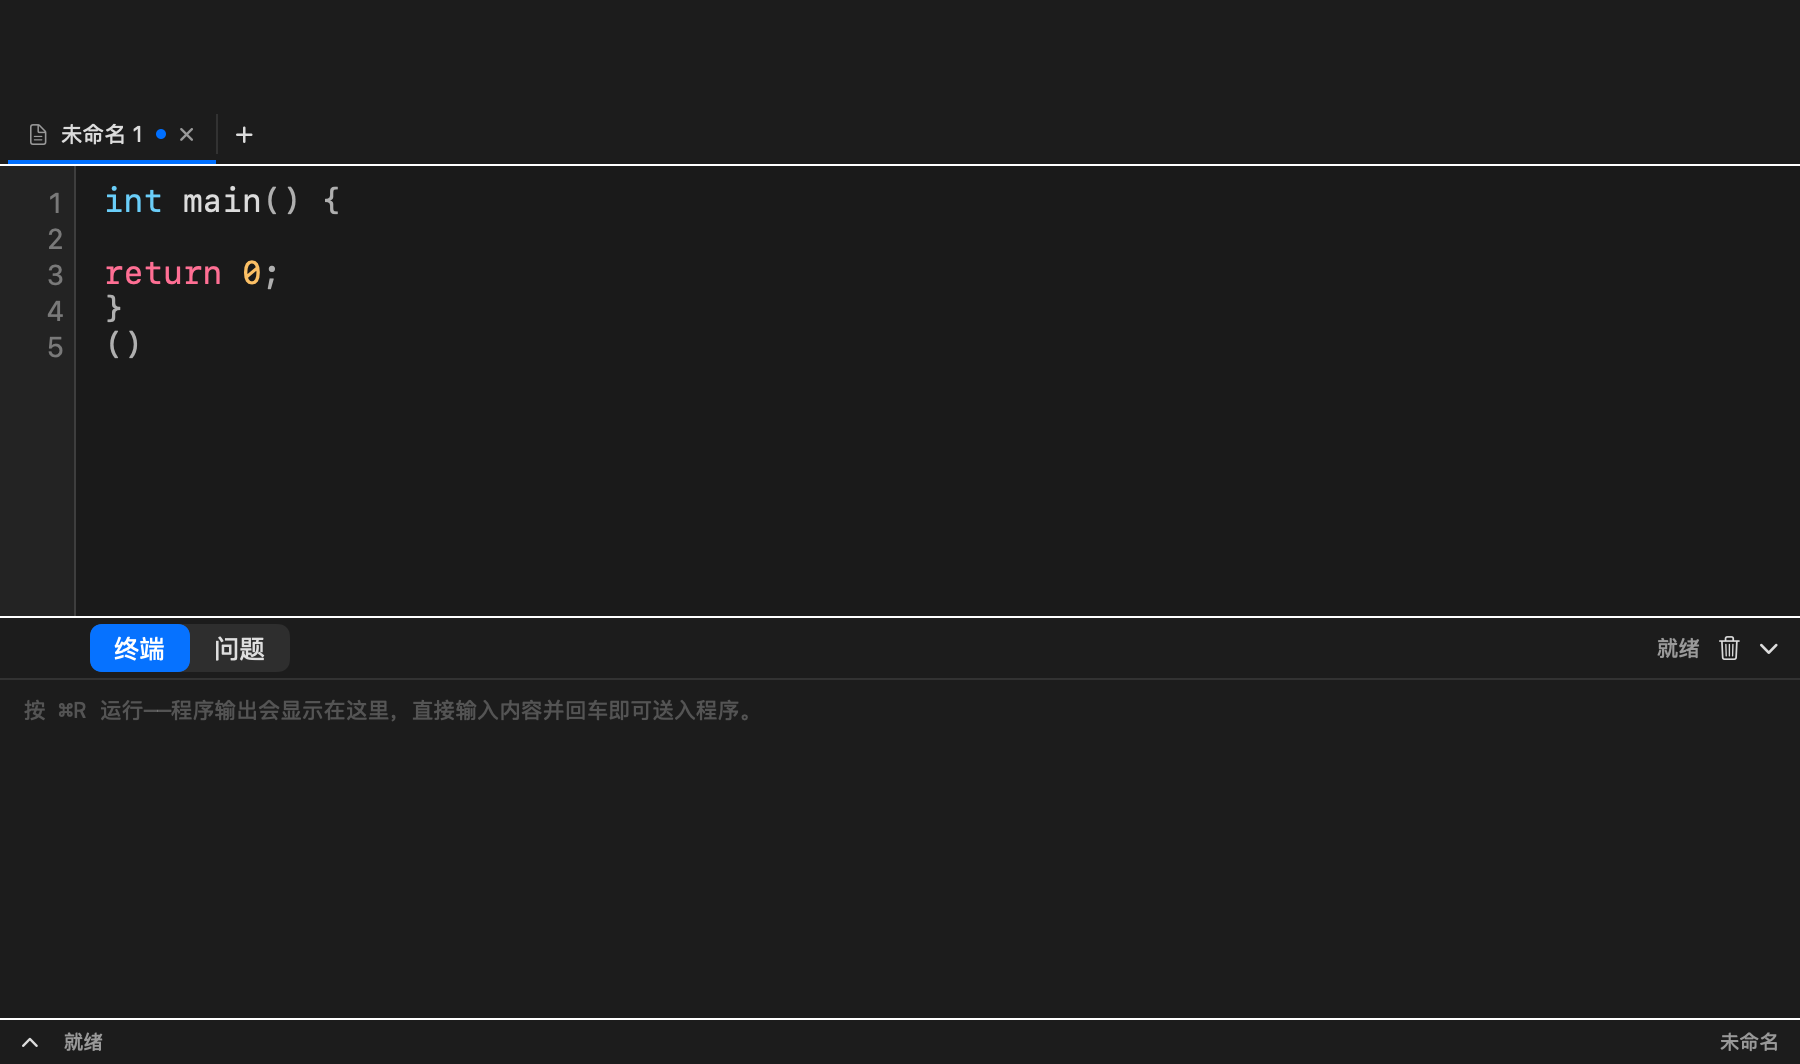 未命名 1
1 int main() {
2
3 return 0;
4 }
5 ()
终端 问题 就绪
按 ⌘R 运行——程序输出会显示在这里，直接输入内容并回车即可送入程序。
就绪 未命名